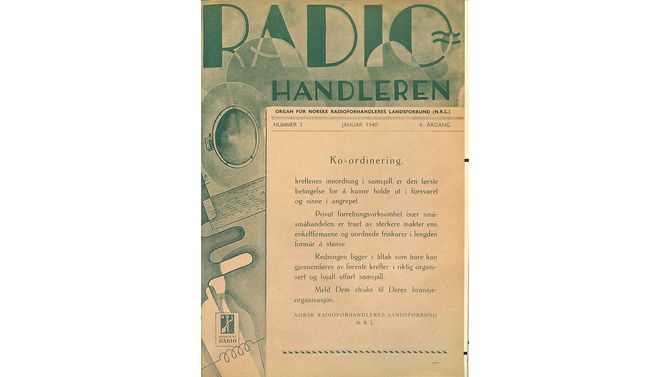 RADIO
HANDLEREN
ORGAN FOR NORSKE RADIOFORHANDLERES LANDSFORBUND (N.R.L.)
NUMMER 1 JANUAR 1940 4. ÅRGANG
Ko-ordinering,
kreftenes innordning i samspill, er den første
betingelse for å kunne holde ut i forsvaret
og vinne i angrepet.
Privat forretningsvirksomhet, især små-
småhandelen, er truet av sterkere makter enn
enkeltfirmaene og uordnede friskarer i lengden
formår å stanse.
Redningen ligger i tiltak som bare kan
gjennemføres av forente krefter i riktig organi-
sert og lojalt utført samspill.
Meld Dem straks til Deres bransje-
organisasjon.
NORSK RADIOFORHANDLERES LANDSFORBUND
N.R.L.
RADIO